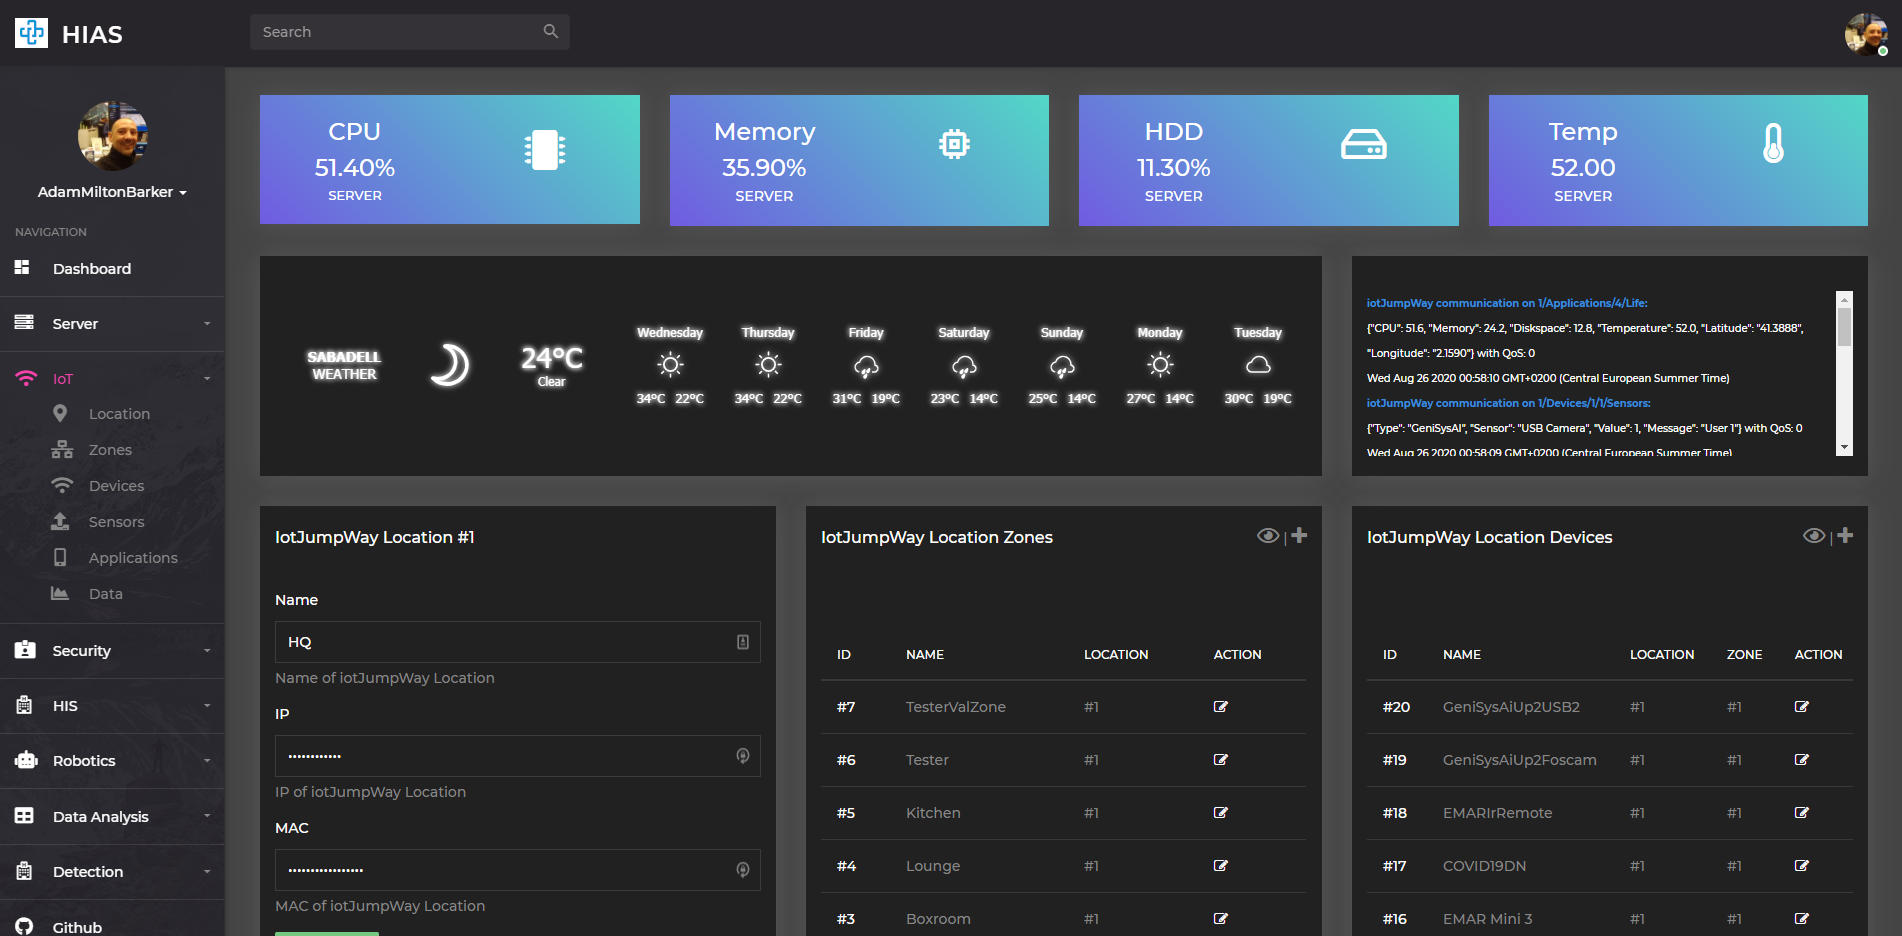 HIAS
Search
AdamMiltonBarker
NAVIGATION
Dashboard
Server
IoT
Location
Zones
Devices
Sensors
Applications
Data
Security
HIS
Robotics
Data Analysis
Detection
Github
CPU
51.40%
SERVER
Memory
35.90%
SERVER
HDD
11.30%
SERVER
Temp
52.00
SERVER
SABADELL
WEATHER
24°C
Clear
Wednesday Thursday Friday Saturday Sunday Monday Tuesday
34°C 22°C 34°C 22°C 31°C 19°C 23°C 14°C 25°C 14°C 27°C 14°C 30°C 19°C
iotJumpWay communication on 1/Applications/4/Life:
{"CPU": 51.6, "Memory": 24.2, "Diskspace": 12.8, "Temperature": 52.0, "Latitude": "41.3888",
"Longitude": "2.1590"} with QoS: 0
Wed Aug 26 2020 00:58:10 GMT+0200 (Central European Summer Time)
iotJumpWay communication on 1/Devices/1/1/Sensors:
{"Type": "GeniSysAI", "Sensor": "USB Camera", "Value": 1, "Message": "User 1"} with QoS: 0
Wed Aug 26 2020 00:58:09 GMT+0200 (Central European Summer Time)
IotJumpWay Location #1
Name
HQ
Name of iotJumpWay Location
IP
••••••••••••
IP of iotJumpWay Location
MAC
•••••••••••••••••
MAC of iotJumpWay Location
IotJumpWay Location Zones
|
ID NAME LOCATION ACTION
#7 TesterValZone #1
#6 Tester #1
#5 Kitchen #1
#4 Lounge #1
#3 Boxroom #1
IotJumpWay Location Devices
|
ID NAME LOCATION ZONE ACTION
#20 GeniSysAiUp2USB2 #1 #1
#19 GeniSysAiUp2Foscam #1 #1
#18 EMARIrRemote #1 #1
#17 COVID19DN #1 #1
#16 EMAR Mini 3 #1 #1